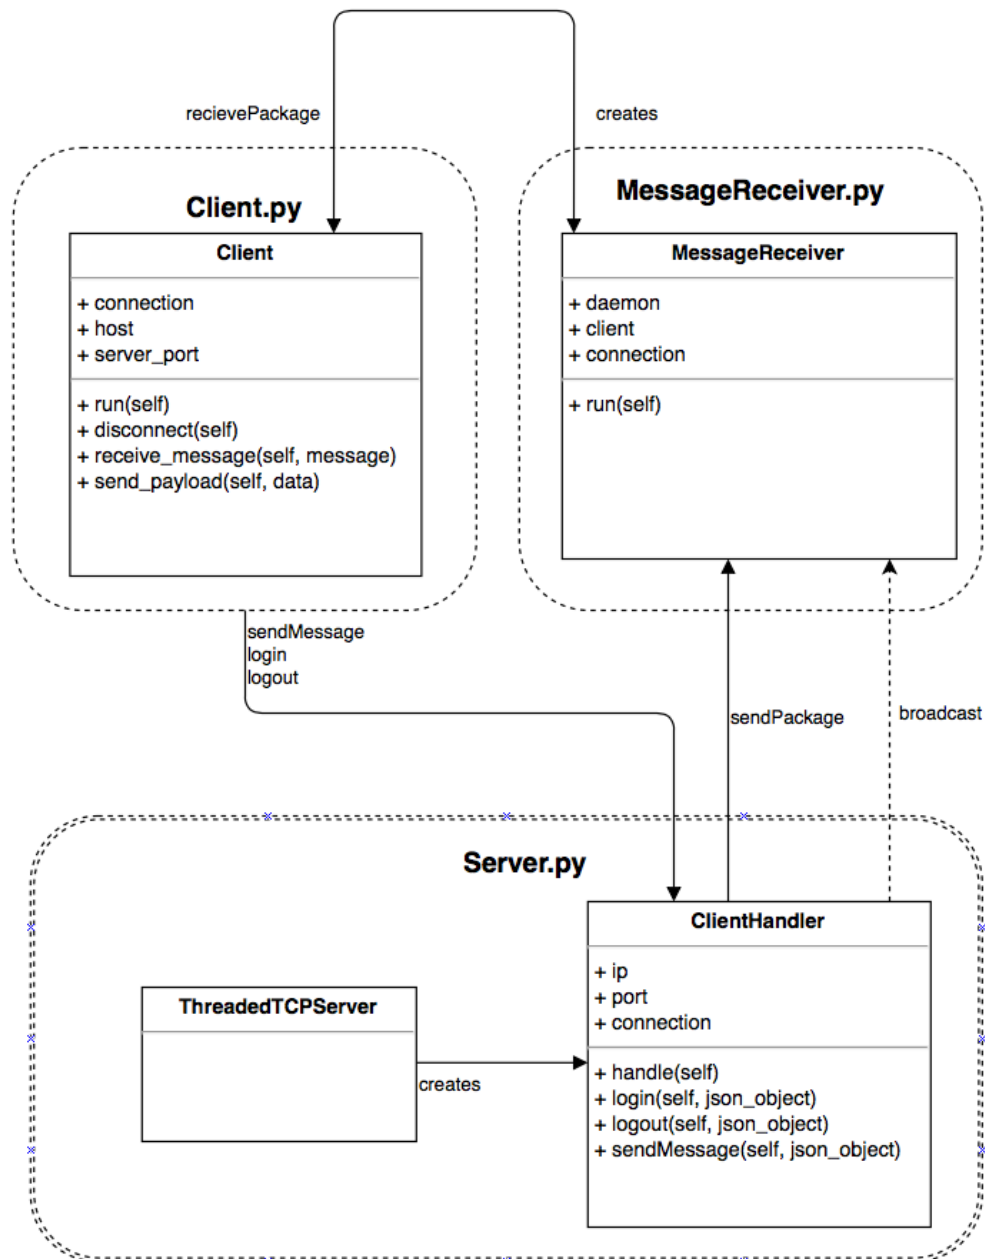 recievePackage
creates
Client.py
MessageReceiver.py
Client
+ connection
+ host
+ server_port
+ run(self)
+ disconnect(self)
+ receive_message(self, message)
+ send_payload(self, data)
MessageReceiver
+ daemon
+ client
+ connection
+ run(self)
sendMessage
login
logout
sendPackage
broadcast
Server.py
ThreadedTCPServer
creates
ClientHandler
+ ip
+ port
+ connection
+ handle(self)
+ login(self, json_object)
+ logout(self, json_object)
+ sendMessage(self, json_object)